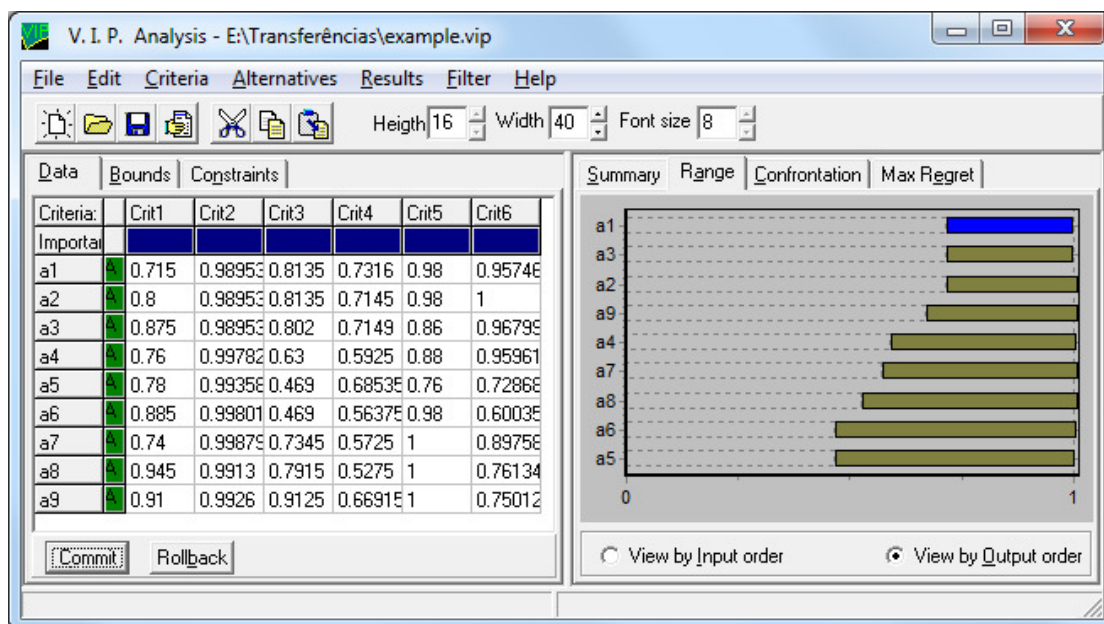 VIP V. I. P. Analysis - E:\Transferências\example.vip
File Edit Criteria Alternatives Results Filter Help
Heigth 16 Width 40 Font size 8
Data Bounds Constraints
Criteria: Crit1 Crit2 Crit3 Crit4 Crit5 Crit6
Importar
a1 A 0.715 0.98953 0.8135 0.7316 0.98 0.95746
a2 A 0.8 0.98953 0.8135 0.7145 0.98 1
a3 A 0.875 0.98953 0.802 0.7149 0.86 0.96799
a4 A 0.76 0.99782 0.63 0.5925 0.88 0.95961
a5 A 0.78 0.99358 0.469 0.68535 0.76 0.72868
a6 A 0.885 0.99801 0.469 0.56375 0.98 0.60035
a7 A 0.74 0.99879 0.7345 0.5725 1 0.89758
a8 A 0.945 0.9913 0.7915 0.5275 1 0.76134
a9 A 0.91 0.9926 0.9125 0.66915 1 0.75012
Commit Rollback
Summary Range Confrontation Max Regret
a1
a3
a2
a9
a4
a7
a8
a6
a5
0 1
View by Input order View by Output order